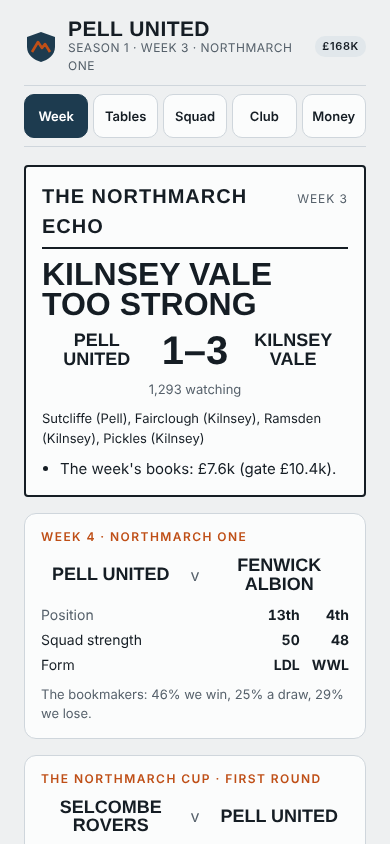 PELL UNITED
SEASON 1 · WEEK 3 · NORTHMARCH
ONE
£168K
Week
Tables
Squad
Club
Money
THE NORTHMARCH
ECHO
WEEK 3
KILNSEY VALE
TOO STRONG
PELL
UNITED
1–3
KILNSEY
VALE
1,293 watching
Sutcliffe (Pell), Fairclough (Kilnsey), Ramsden
(Kilnsey), Pickles (Kilnsey)
• The week's books: £7.6k (gate £10.4k).
WEEK 4 · NORTHMARCH ONE
PELL UNITED v FENWICK
ALBION
Position 13th 4th
Squad strength 50 48
Form LDL WWL
The bookmakers: 46% we win, 25% a draw, 29%
we lose.
THE NORTHMARCH CUP · FIRST ROUND
SELCOMBE
ROVERS
v
PELL UNITED